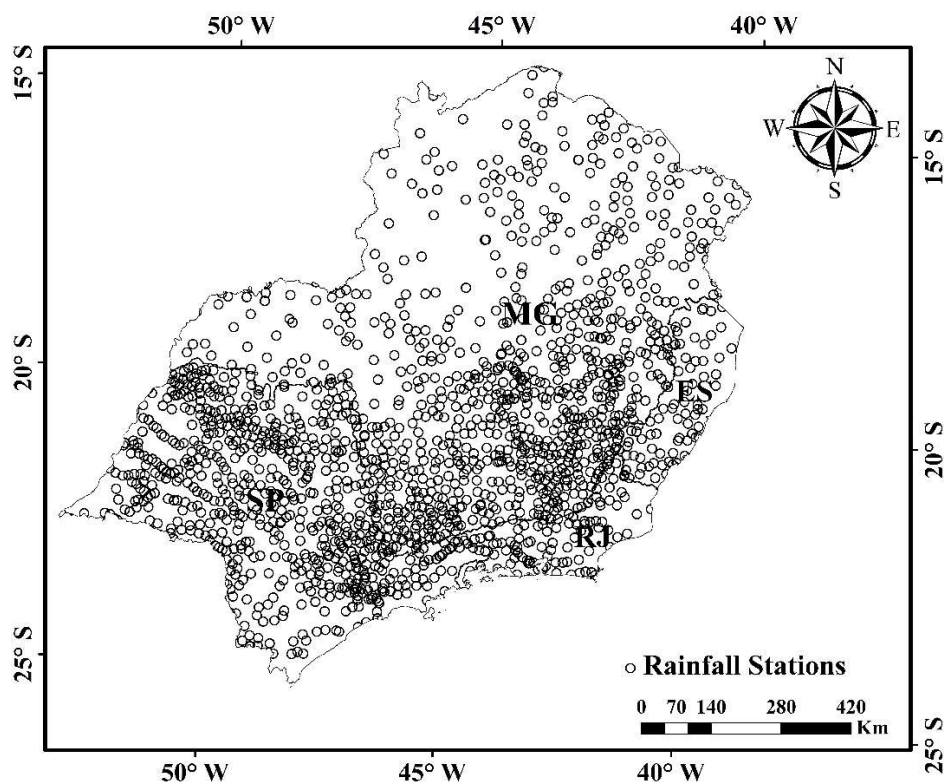 50° W 45° W 40° W
15° S
N
W E
S
15° S
MG
20° S
ES
20° S
SP
RJ
25° S
Rainfall Stations
0 70 140 280 420
Km
25° S
50° W 45° W 40° W